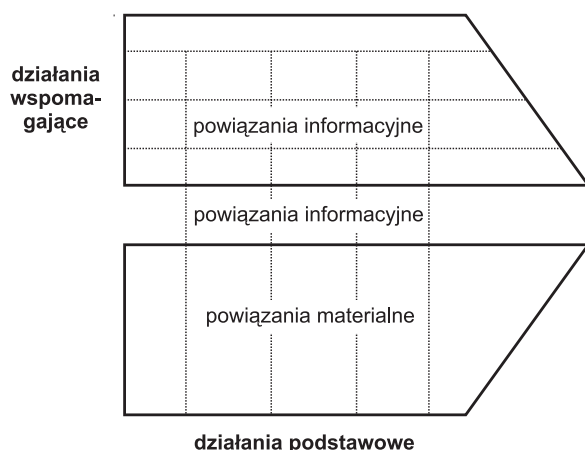 działania
wspoma-
gające
powiązania informacyjne
powiązania informacyjne
powiązania materialne
działania podstawowe